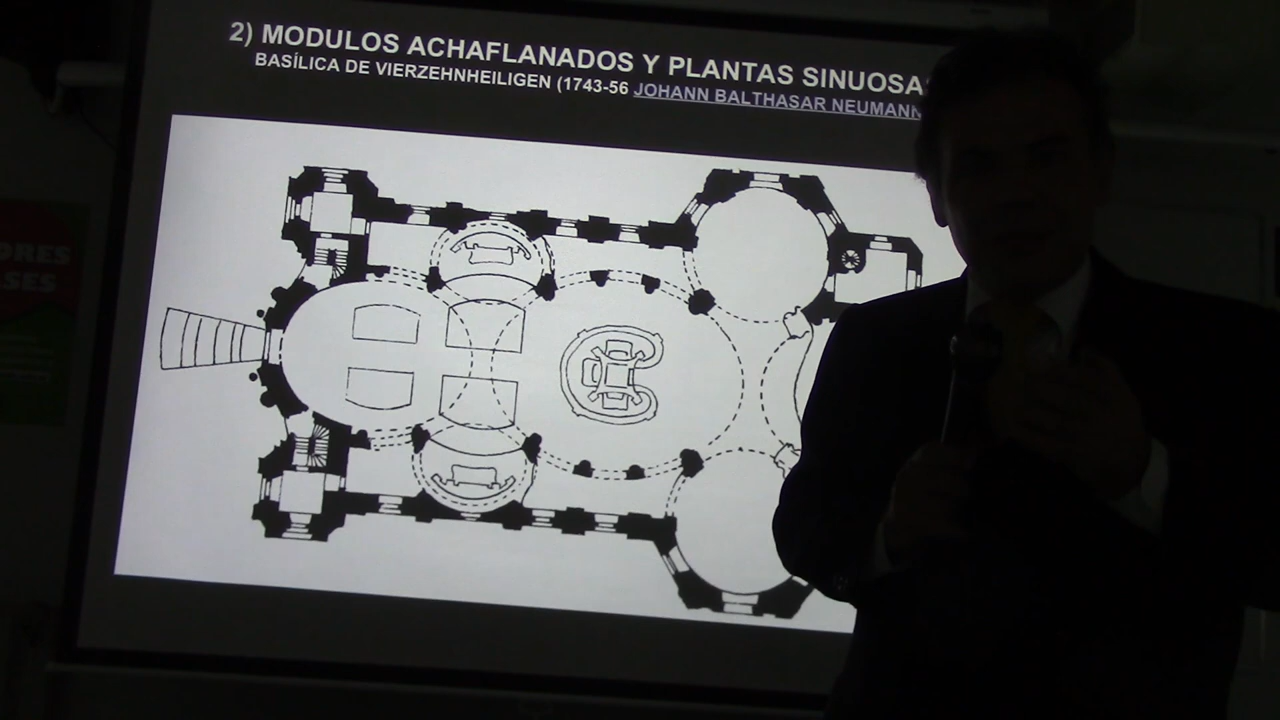 2) MODULOS ACHAFLANADOS Y PLANTAS SINUOSAS
BASÍLICA DE VIERZEHNHEILIGEN (1743-56 JOHANN BALTHASAR NEUMANN